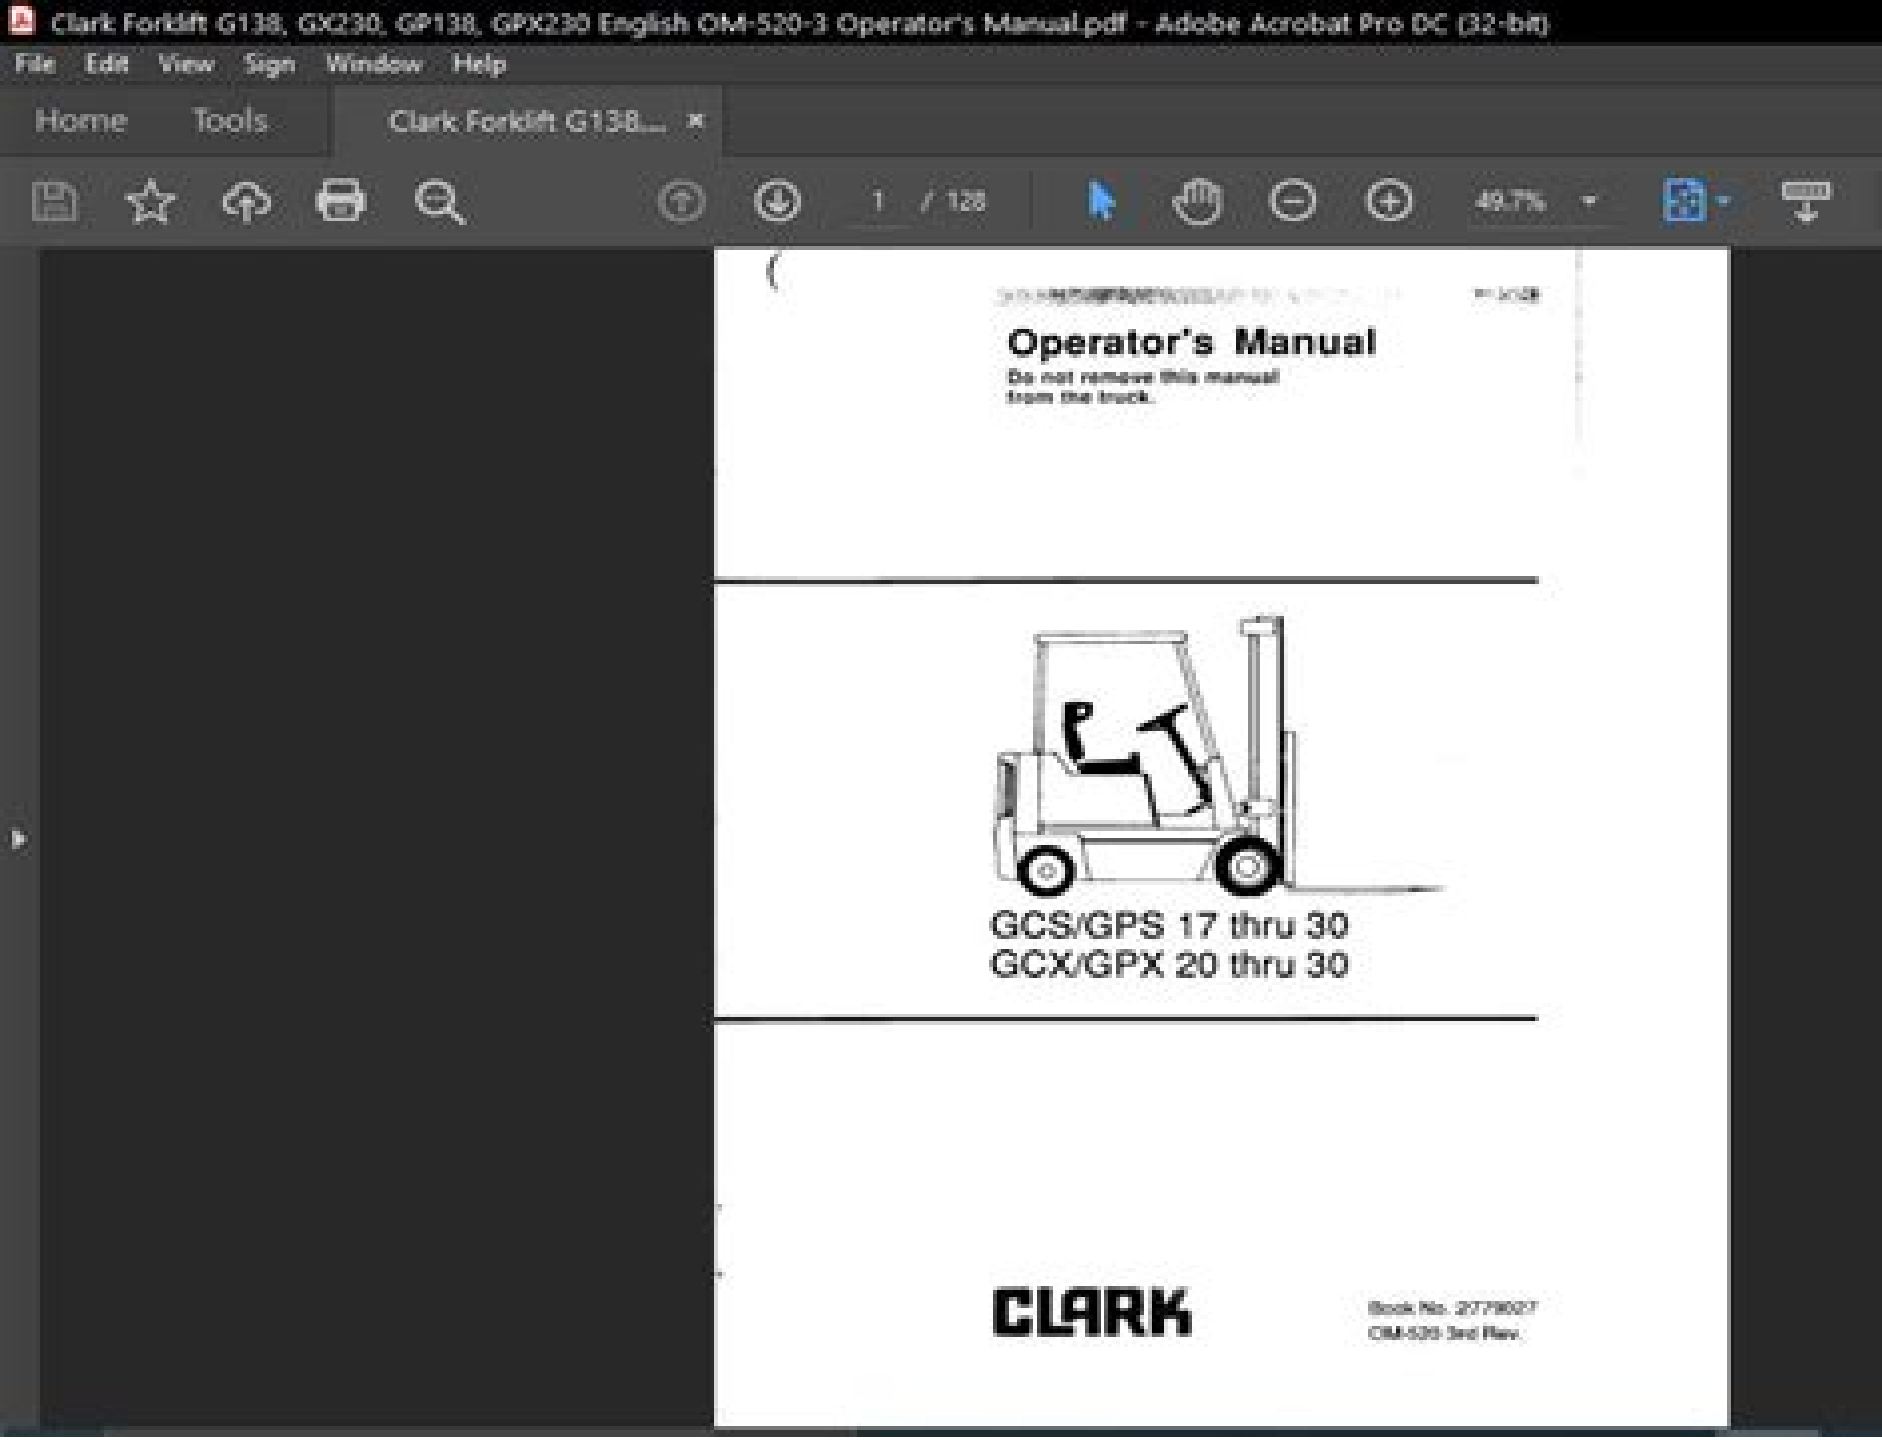 Clark Forklift G138, GX230, GP138, GPX230 English OM-520-3 Operator's Manual.pdf - Adobe Acrobat Pro DC (32-bit)
File Edit View Sign Window Help
Home Tools Clark Forklift G138... ×
1 / 128 49.7%
Operator's Manual
Do not remove this manual
from the truck.
GCS/GPS 17 thru 30
GCX/GPX 20 thru 30
CLARK
Book No.
OM-520 3rd Rev.